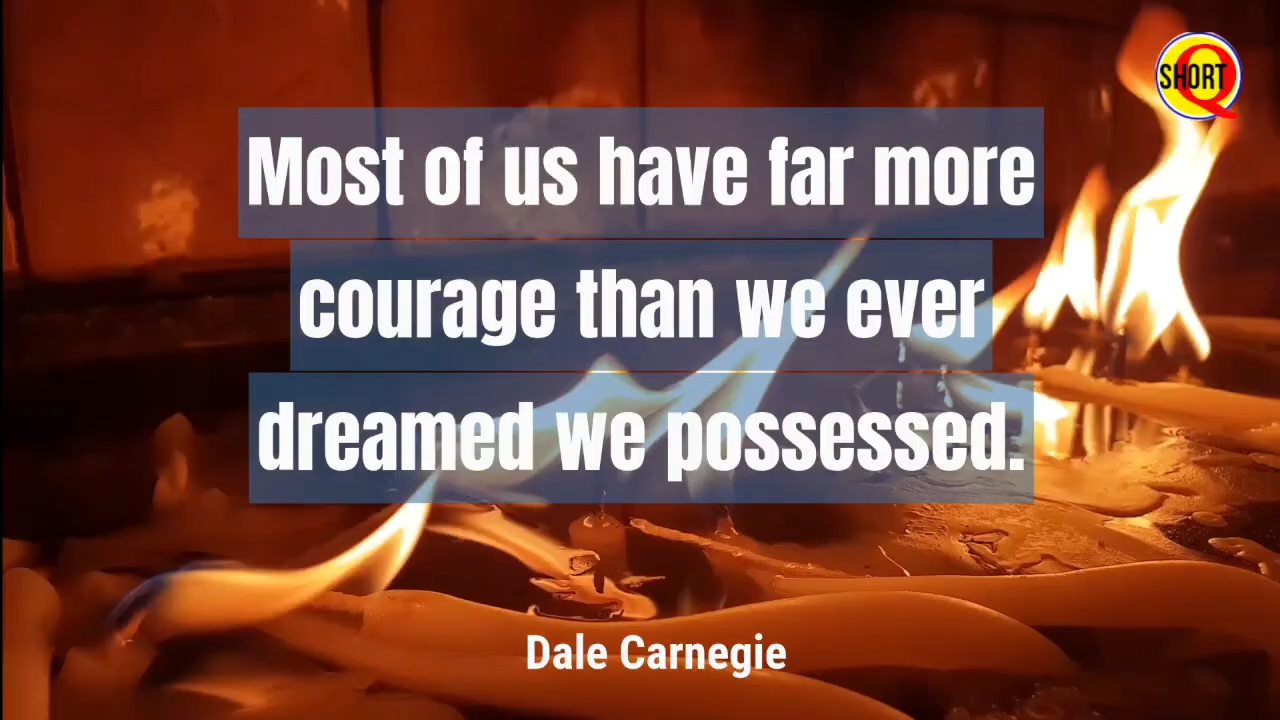 SHORT Q
Most of us have far more
courage than we ever
dreamed we possessed.
Dale Carnegie